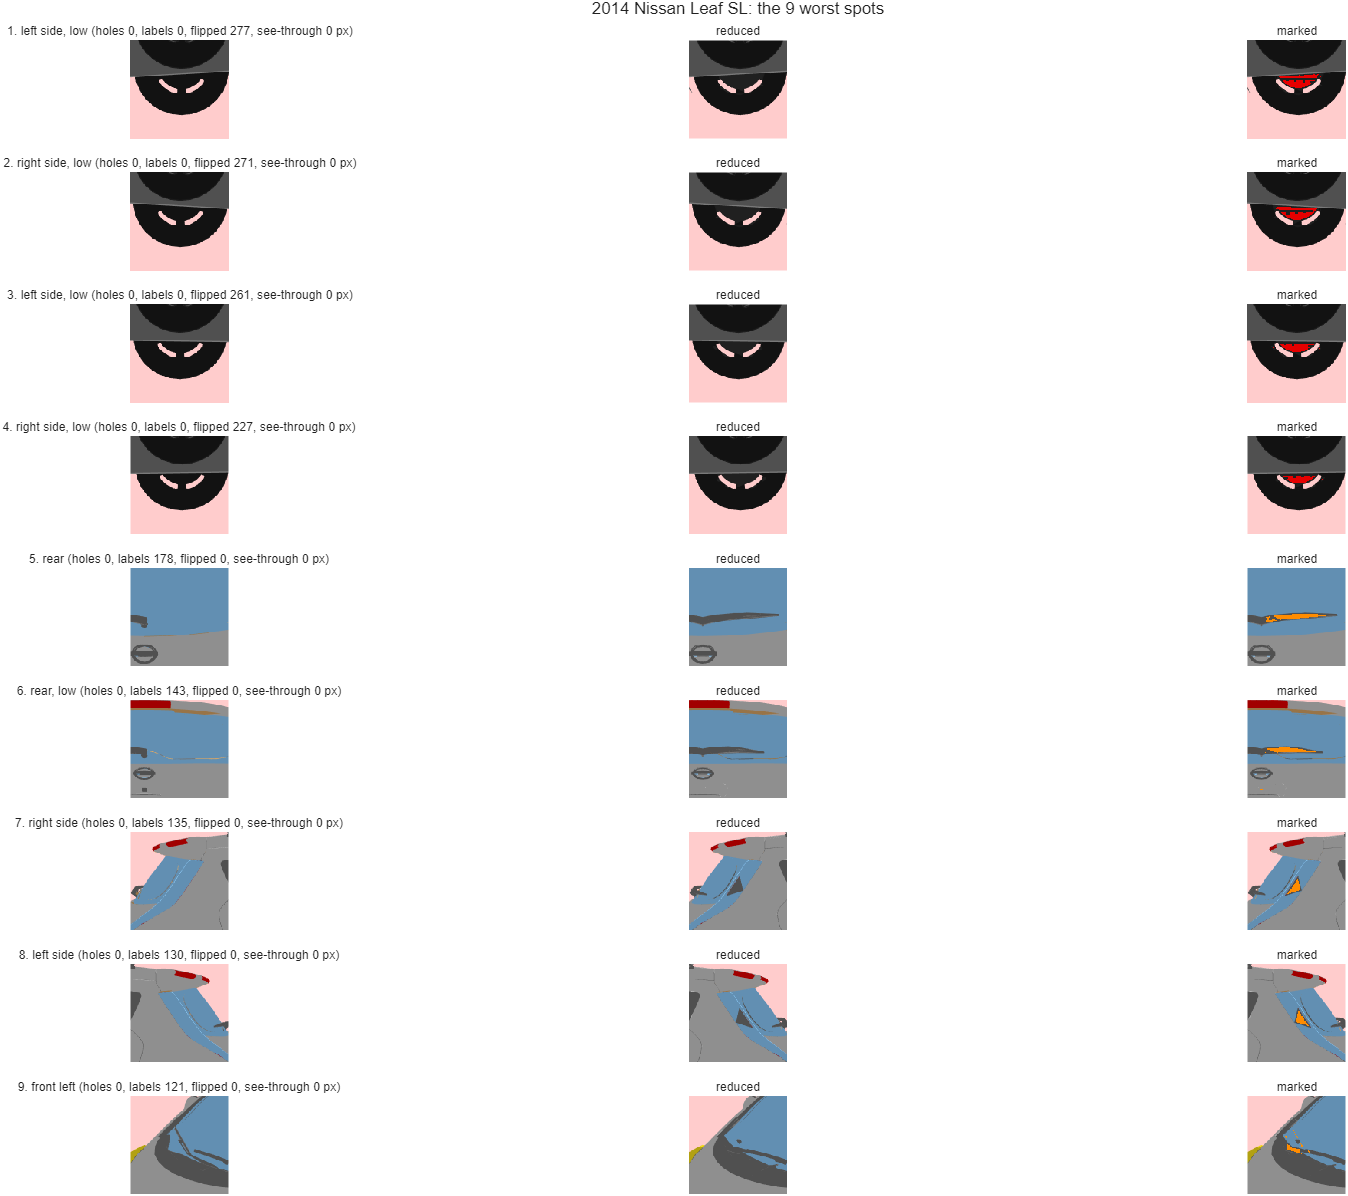 2014 Nissan Leaf SL: the 9 worst spots
1. left side, low (holes 0, labels 0, flipped 277, see-through 0 px)
reduced
marked
2. right side, low (holes 0, labels 0, flipped 271, see-through 0 px)
reduced
marked
3. left side, low (holes 0, labels 0, flipped 261, see-through 0 px)
reduced
marked
4. right side, low (holes 0, labels 0, flipped 227, see-through 0 px)
reduced
marked
5. rear (holes 0, labels 178, flipped 0, see-through 0 px)
reduced
marked
6. rear, low (holes 0, labels 143, flipped 0, see-through 0 px)
reduced
marked
7. right side (holes 0, labels 135, flipped 0, see-through 0 px)
reduced
marked
8. left side (holes 0, labels 130, flipped 0, see-through 0 px)
reduced
marked
9. front left (holes 0, labels 121, flipped 0, see-through 0 px)
reduced
marked